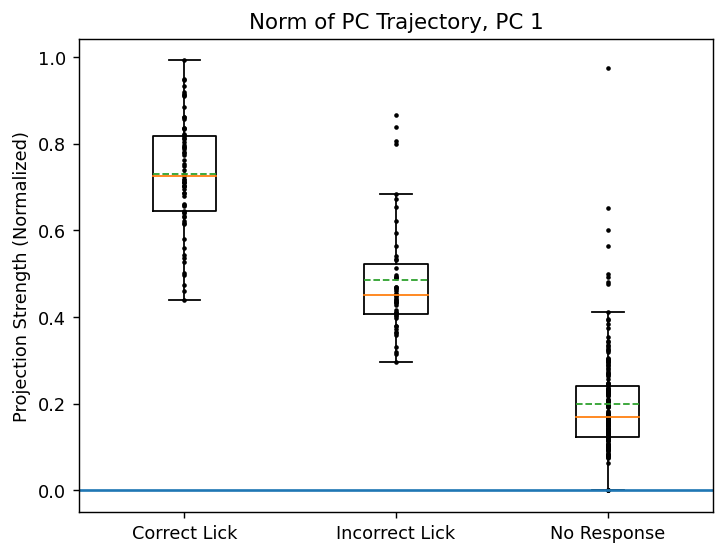 Norm of PC Trajectory, PC 1
Projection Strength (Normalized)
1.0
0.8
0.6
0.4
0.2
0.0
Correct Lick
Incorrect Lick
No Response